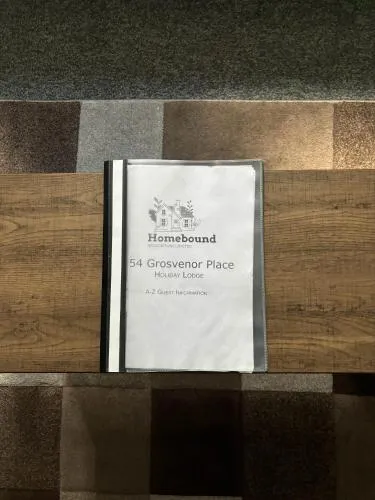 Homebound
54 Grosvenor Place
Holiday Lodge
A-Z Guest Information